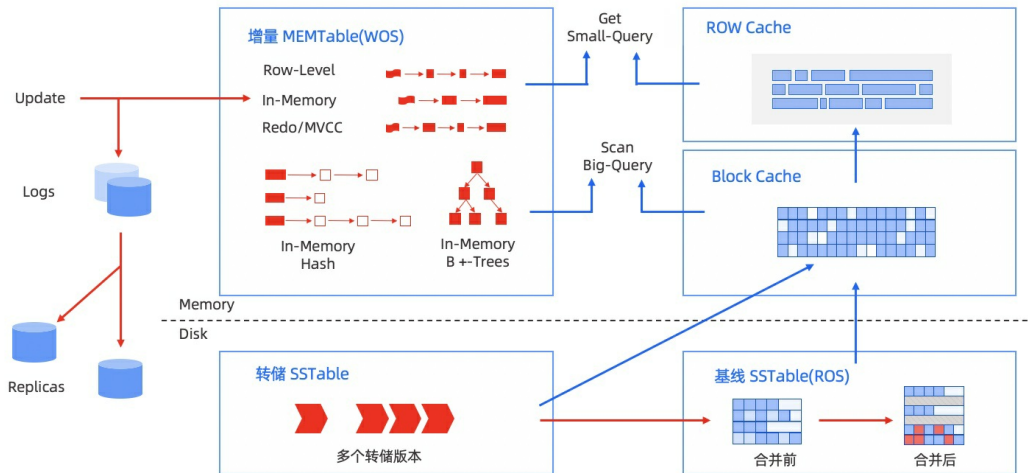 增量 MEMTable(WOS)
Row-Level
In-Memory
Redo/MVCC
In-Memory
Hash
In-Memory
B +-Trees
Update
Logs
Replicas
Get
Small-Query
Scan
Big-Query
ROW Cache
Block Cache
Memory
Disk
转储 SSTable
多个转储版本
基线 SSTable(ROS)
合并前
合并后